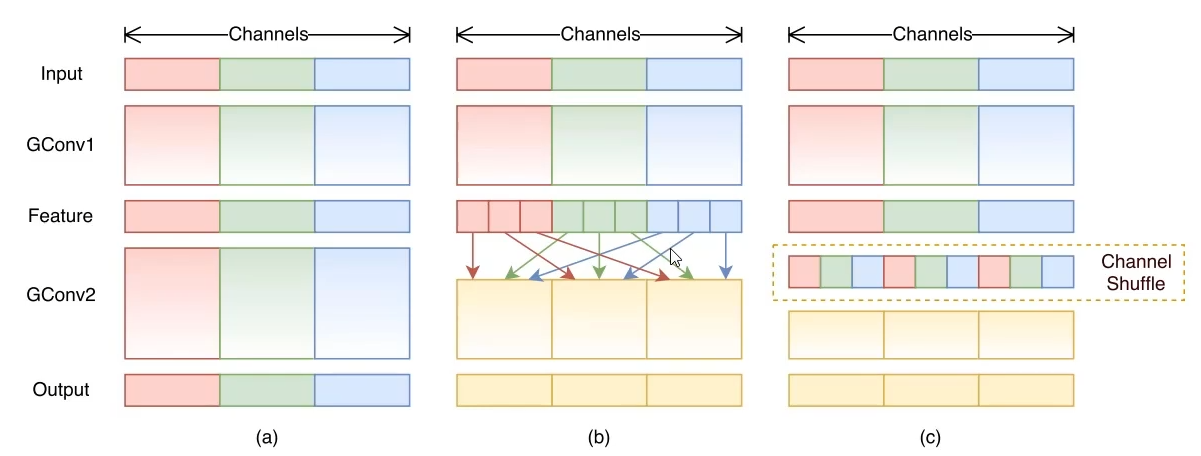 Channels Channels Channels
Input
GConv1
Feature
GConv2
Channel
Shuffle
Output
(a) (b) (c)